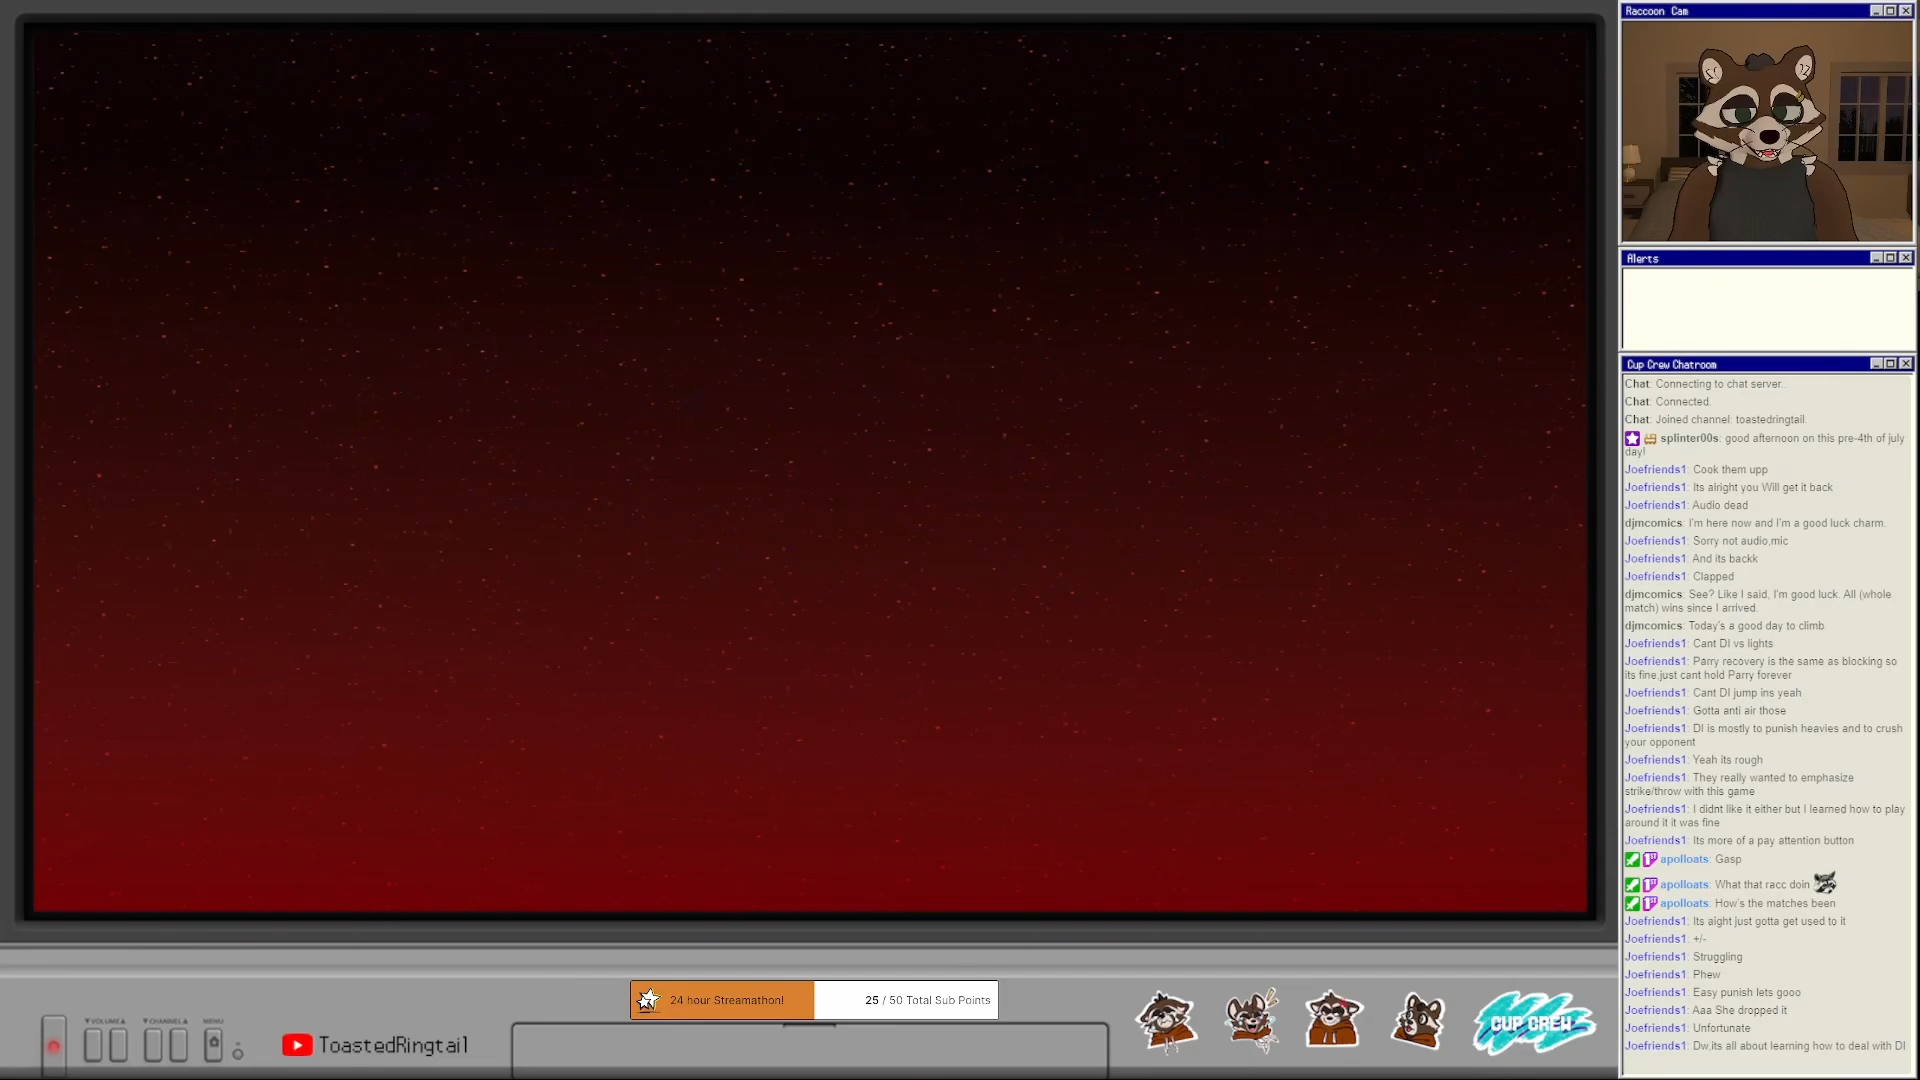 Raccoon Cam
Alerts
Cup Crew Chatroom
Chat: Connecting to chat server..
Chat: Connected.
Chat: Joined channel: toastedringtail.
splinter00s: good afternoon on this pre-4th of july
day!
Joefriends1: Cook them upp
Joefriends1: Its alright you Will get it back
Joefriends1: Audio dead
djmcomics: I'm here now and I'm a good luck charm.
Joefriends1: Sorry not audio,mic
Joefriends1: And its backk
Joefriends1: Clapped
djmcomics: See? Like I said, I'm good luck. All (whole
match) wins since I arrived.
djmcomics: Today's a good day to climb.
Joefriends1: Cant DI vs lights
Joefriends1: Parry recovery is the same as blocking so
its fine,just cant hold Parry forever
Joefriends1: Cant DI jump ins yeah
Joefriends1: Gotta anti air those
Joefriends1: DI is mostly to punish heavies and to crush
your opponent
Joefriends1: Yeah its rough
Joefriends1: They really wanted to emphasize
strike/throw with this game
Joefriends1: I didnt like it either but I learned how to play
around it it was fine
Joefriends1: Its more of a pay attention button
apolloats: Gasp
apolloats: What that racc doin
apolloats: How's the matches been
Joefriends1: Its aight just gotta get used to it
Joefriends1: +/-
Joefriends1: Struggling
Joefriends1: Phew
Joefriends1: Easy punish lets gooo
Joefriends1: Aaa She dropped it
Joefriends1: Unfortunate
Joefriends1: Dw,its all about learning how to deal with DI
24 hour Streamathon! 25 / 50 Total Sub Points
▼VOLUME▲ ▼CHANNEL▲ MENU
ToastedRingtail
CUP CREW